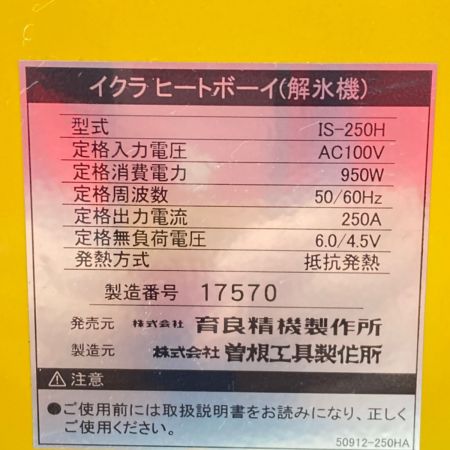 イクラ ヒートボーイ(解氷機)
型式 IS-250H
定格入力電圧 AC100V
定格消費電力 950W
定格周波数 50/60Hz
定格出力電流 250A
定格無負荷電圧 6.0/4.5V
発熱方式 抵抗発熱
製造番号 17570
発売元 株式会社 育良精機製作所
製造元 株式会社 曽根工具製作所
⚠ 注意
●ご使用前には取扱説明書をお読みになり、正しく
ご使用ください。
50912-250HA